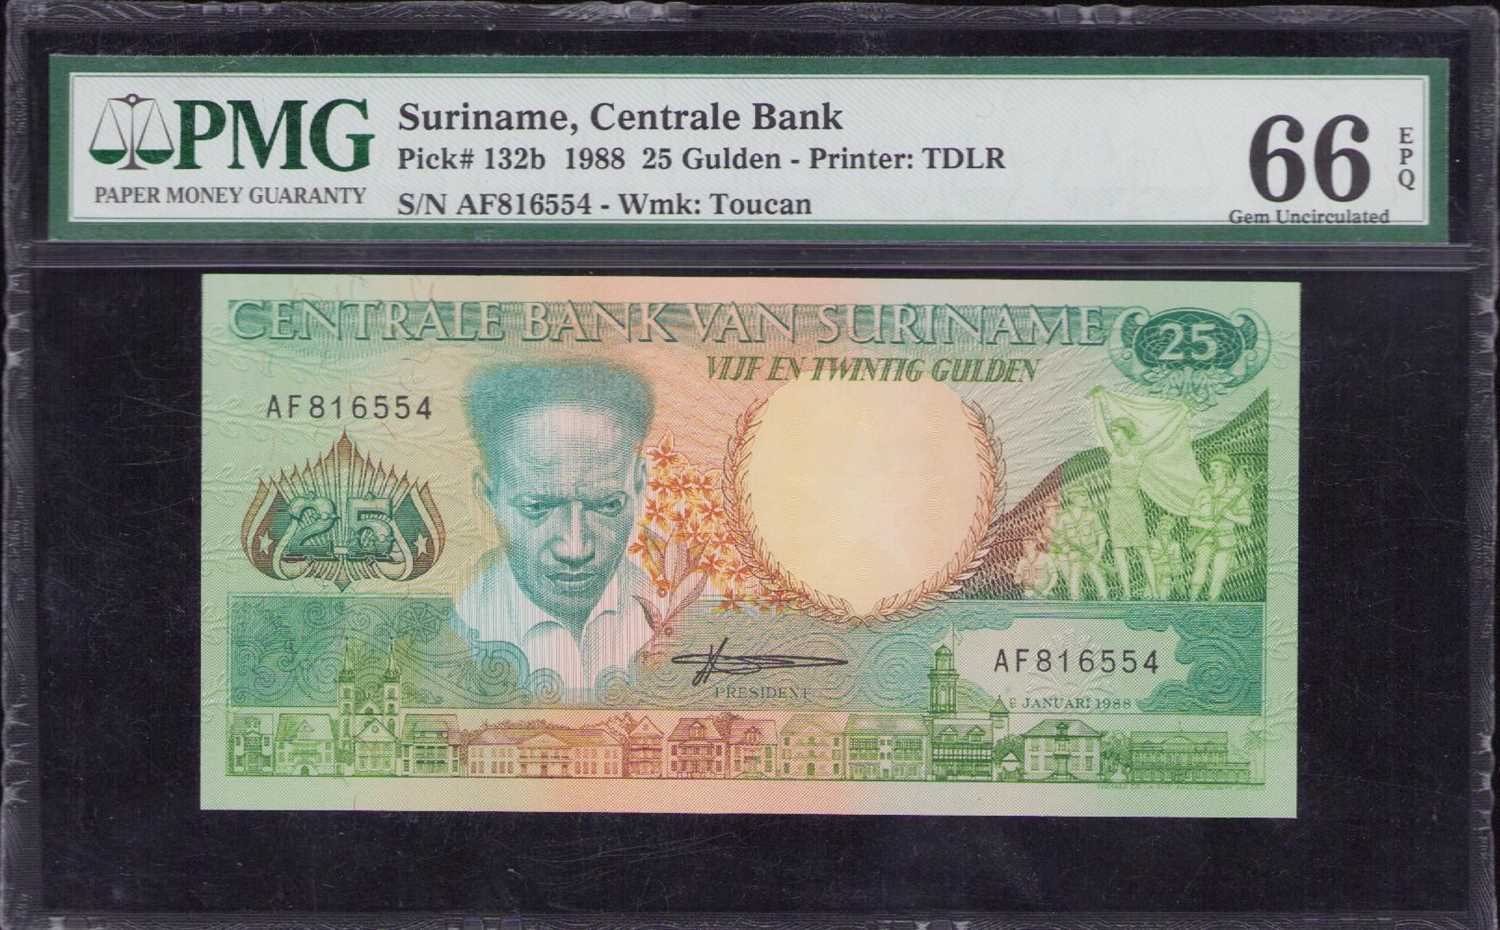 PMG
PAPER MONEY GUARANTY
Suriname, Centrale Bank
Pick# 132b 1988 25 Gulden - Printer: TDLR
S/N AF816554 - Wmk: Toucan
66
EPQ
Gem Uncirculated
CENTRALE BANK VAN SURINAME
25
VIJF EN TWINTIG GULDEN
AF816554
25
PRESIDENT
AF816554
JANUARI 1988